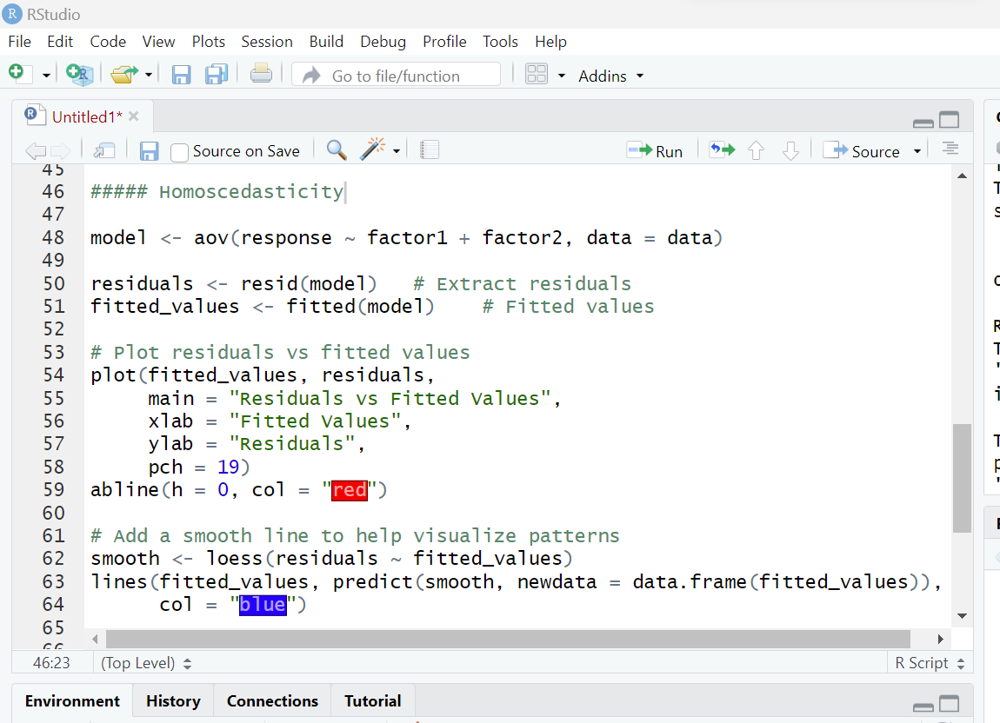 RStudio
File Edit Code View Plots Session Build Debug Profile Tools Help
Go to file/function Addins
Untitled1*
Source on Save Run Source
45
46 ##### Homoscedasticity
47
48 model <- aov(response ~ factor1 + factor2, data = data)
49
50 residuals <- resid(model)   # Extract residuals
51 fitted_values <- fitted(model)    # Fitted values
52
53 # Plot residuals vs fitted values
54 plot(fitted_values, residuals,
55      main = "Residuals vs Fitted Values",
56      xlab = "Fitted Values",
57      ylab = "Residuals",
58      pch = 19)
59 abline(h = 0, col = "red")
60
61 # Add a smooth line to help visualize patterns
62 smooth <- loess(residuals ~ fitted_values)
63 lines(fitted_values, predict(smooth, newdata = data.frame(fitted_values)),
64       col = "blue")
65
46:23 (Top Level) R Script
Environment History Connections Tutorial